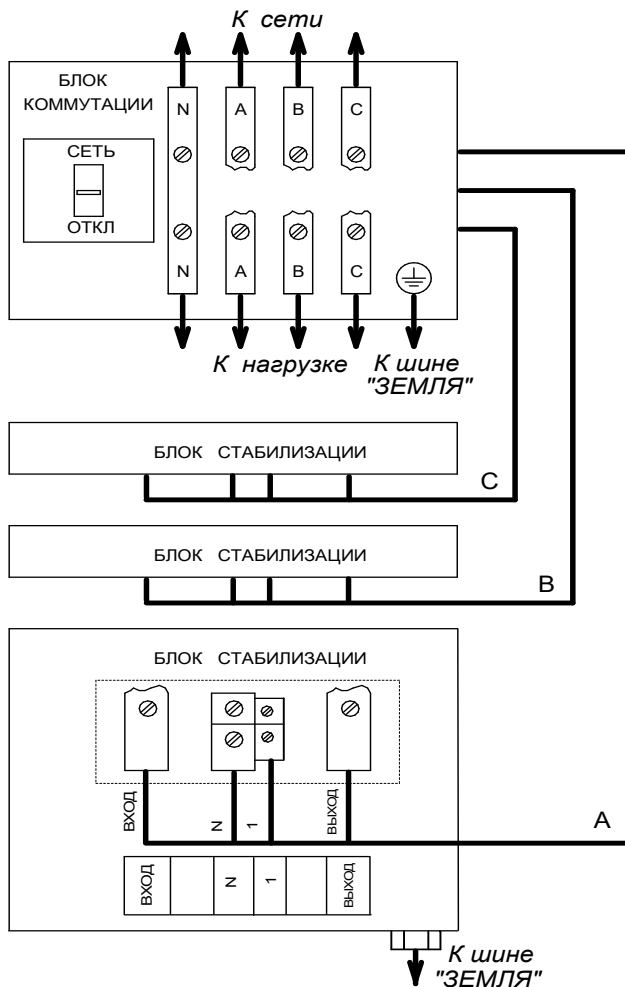 К сети
БЛОК
КОММУТАЦИИ
N A B C
СЕТЬ
ОТКЛ
N A B C
К нагрузке
К шине
"ЗЕМЛЯ"
БЛОК СТАБИЛИЗАЦИИ
C
БЛОК СТАБИЛИЗАЦИИ
B
БЛОК СТАБИЛИЗАЦИИ
ВХОД N 1 ВЫХОД
A
ВХОД N 1 ВЫХОД
К шине
"ЗЕМЛЯ"